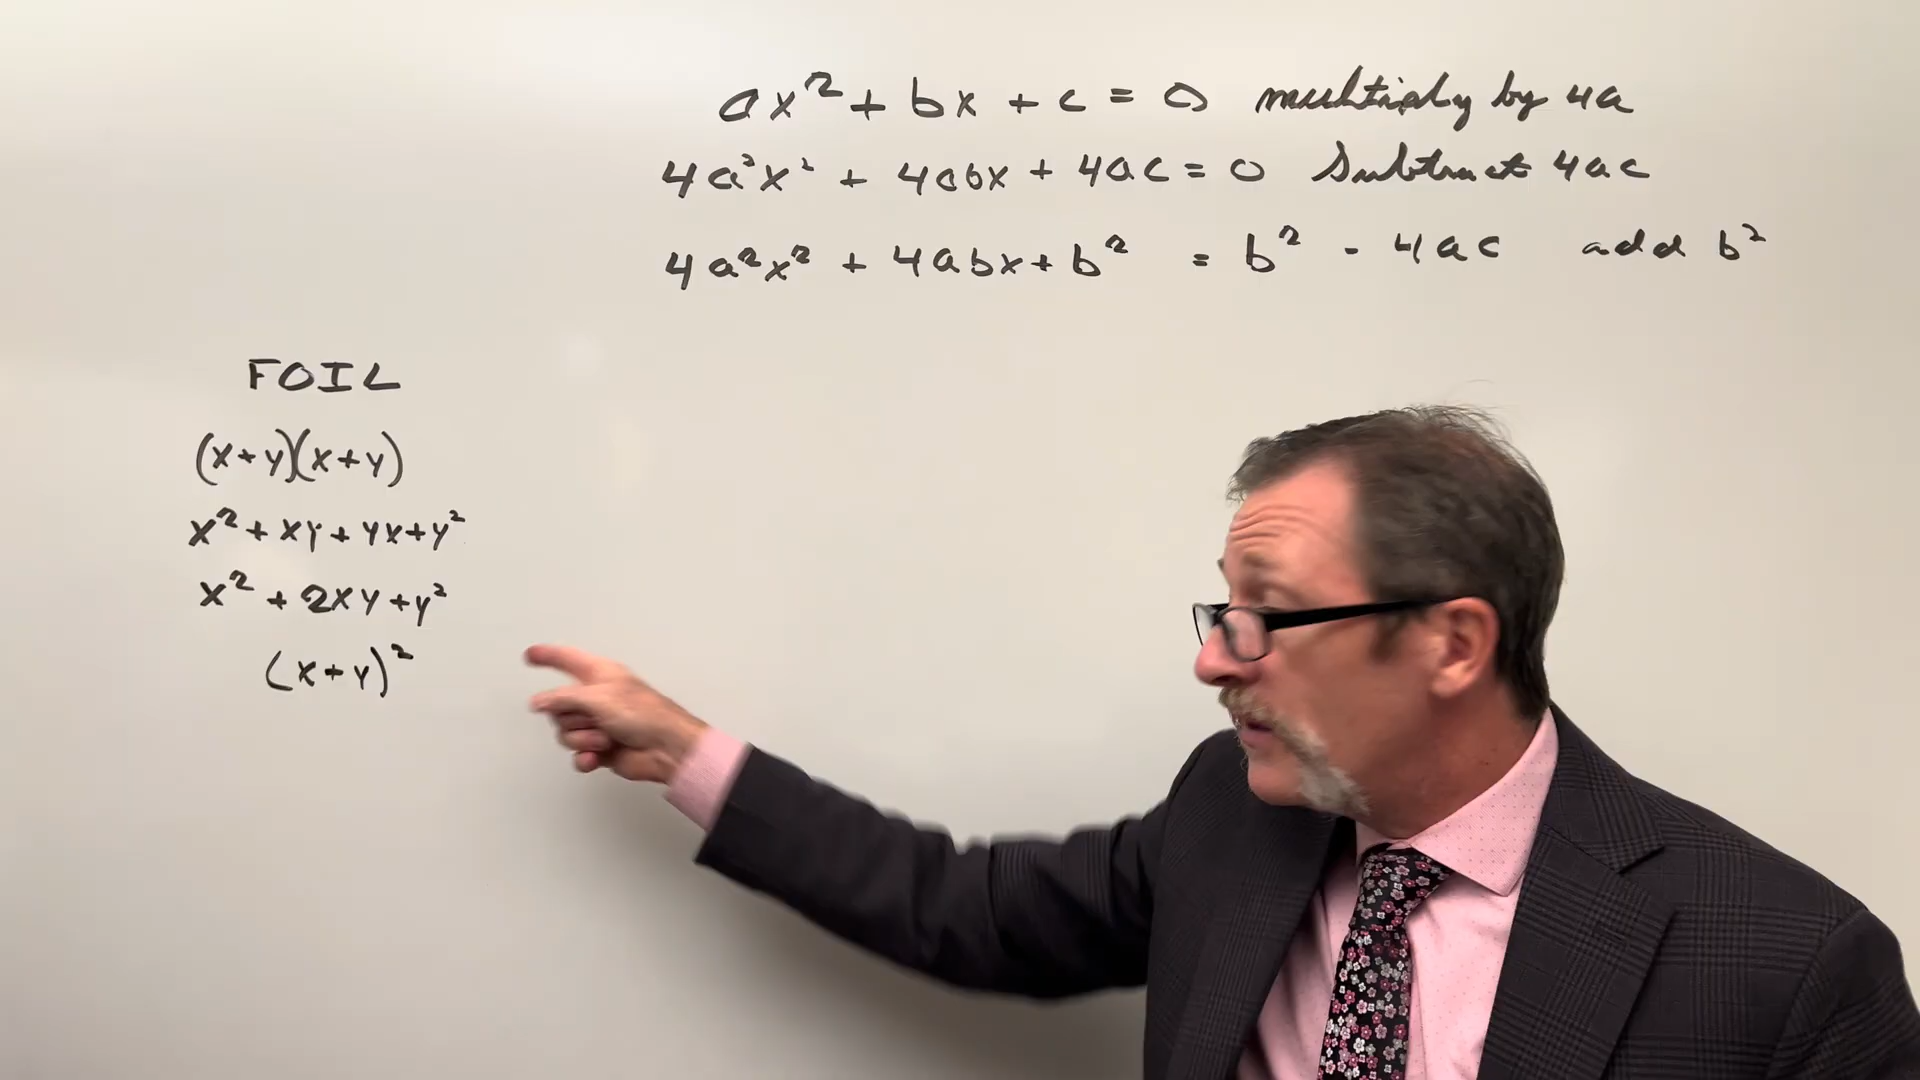 ax² + bx + c = 0 multiply by 4a
4a²x² + 4abx + 4ac = 0 Subtract 4ac
4a²x² + 4abx + b² = b² - 4ac add b²
FOIL
(x+y)(x+y)
x² + xy + yx + y²
x² + 2xy + y²
(x+y)²